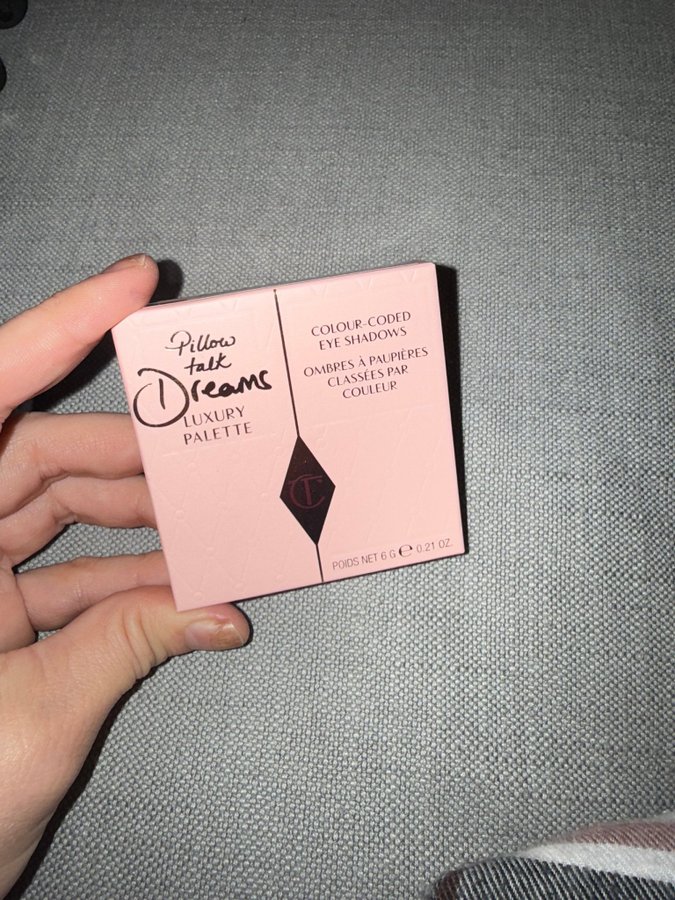 Pillow
talk
Dreams
LUXURY
PALETTE
COLOUR-CODED
EYE SHADOWS
OMBRES À PAUPIÈRES
CLASSÉES PAR
COULEUR
CT
POIDS NET 6 G ℮ 0.21 OZ.